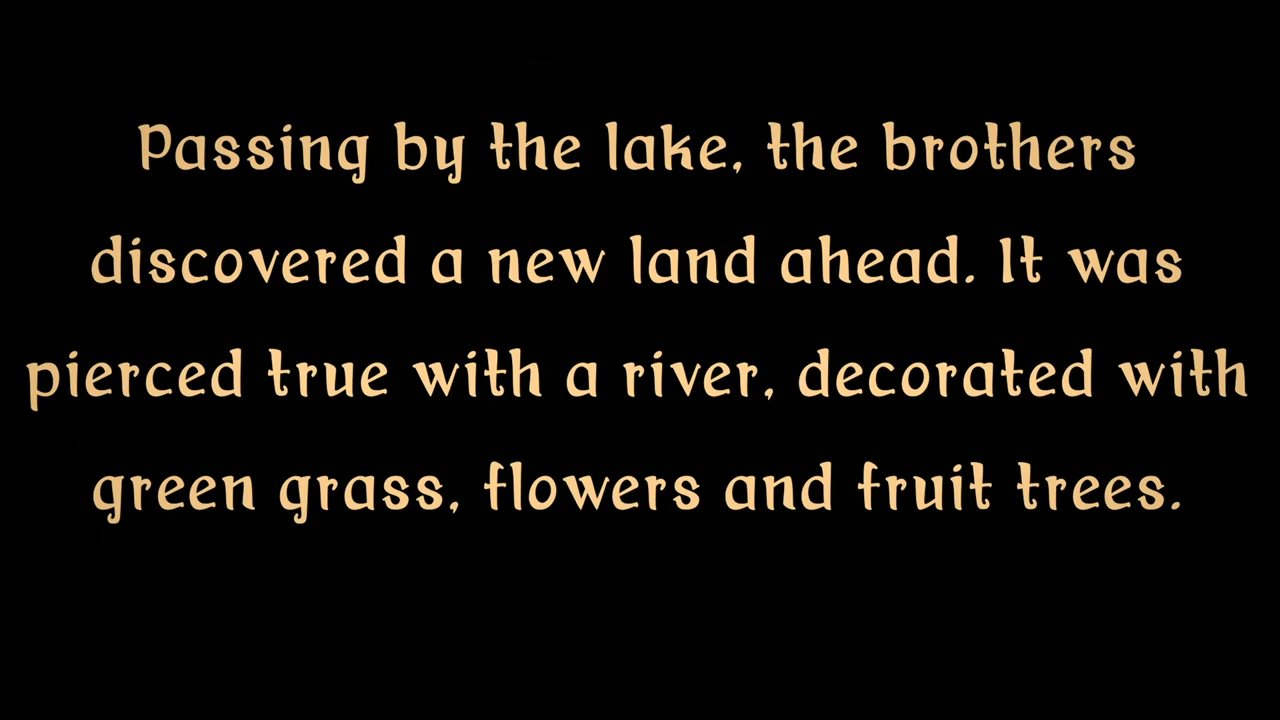 Passing by the lake, the brothers
discovered a new land ahead. It was
pierced true with a river, decorated with
green grass, flowers and fruit trees.